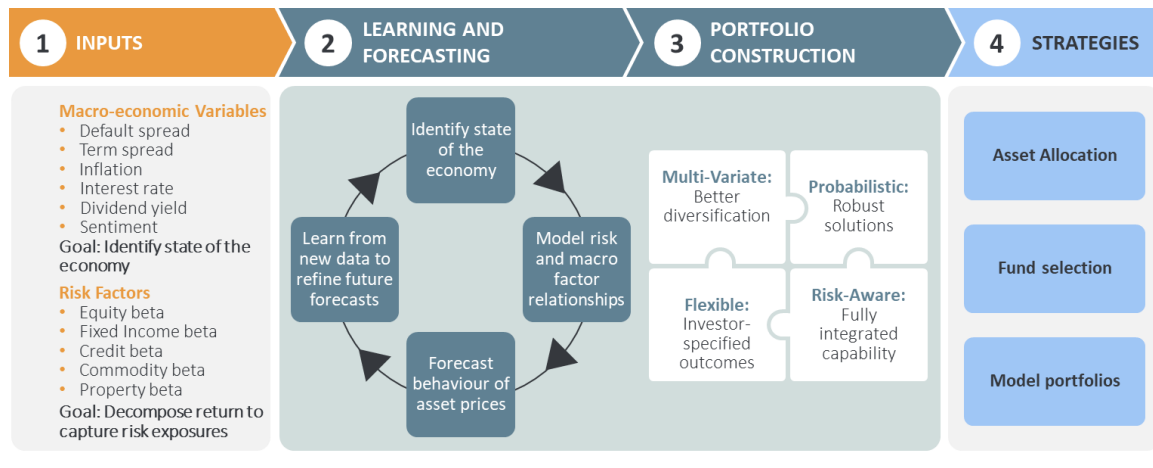 1 INPUTS
2 LEARNING AND
FORECASTING
3 PORTFOLIO
CONSTRUCTION
4 STRATEGIES
Macro-economic Variables
• Default spread
• Term spread
• Inflation
• Interest rate
• Dividend yield
• Sentiment
Goal: Identify state of the
economy
Risk Factors
• Equity beta
• Fixed Income beta
• Credit beta
• Commodity beta
• Property beta
Goal: Decompose return to
capture risk exposures
Identify state
of the
economy
Model risk
and macro
factor
relationships
Forecast
behaviour of
asset prices
Learn from
new data to
refine future
forecasts
Multi-Variate:
Better
diversification
Probabilistic:
Robust
solutions
Flexible:
Investor-
specified
outcomes
Risk-Aware:
Fully
integrated
capability
Asset Allocation
Fund selection
Model portfolios